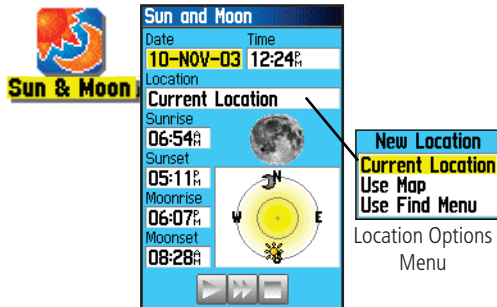 Sun & Moon
Sun and Moon
Date Time
10-NOV-03 12:24PM
Location
Current Location
Sunrise
06:54AM
Sunset
05:11PM
Moonrise
06:07PM
Moonset
08:28AM
N
W E
S
New Location
Current Location
Use Map
Use Find Menu
Location Options
Menu